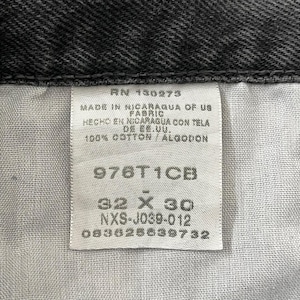 RN 130273
MADE IN NICARAGUA OF US
FABRIC
HECHO EN NICARAGUA CON TELA
DE EE.UU.
100% COTTON / ALGODON
976T1CB
-
32 X 30
NXS-J039-012
083625639732